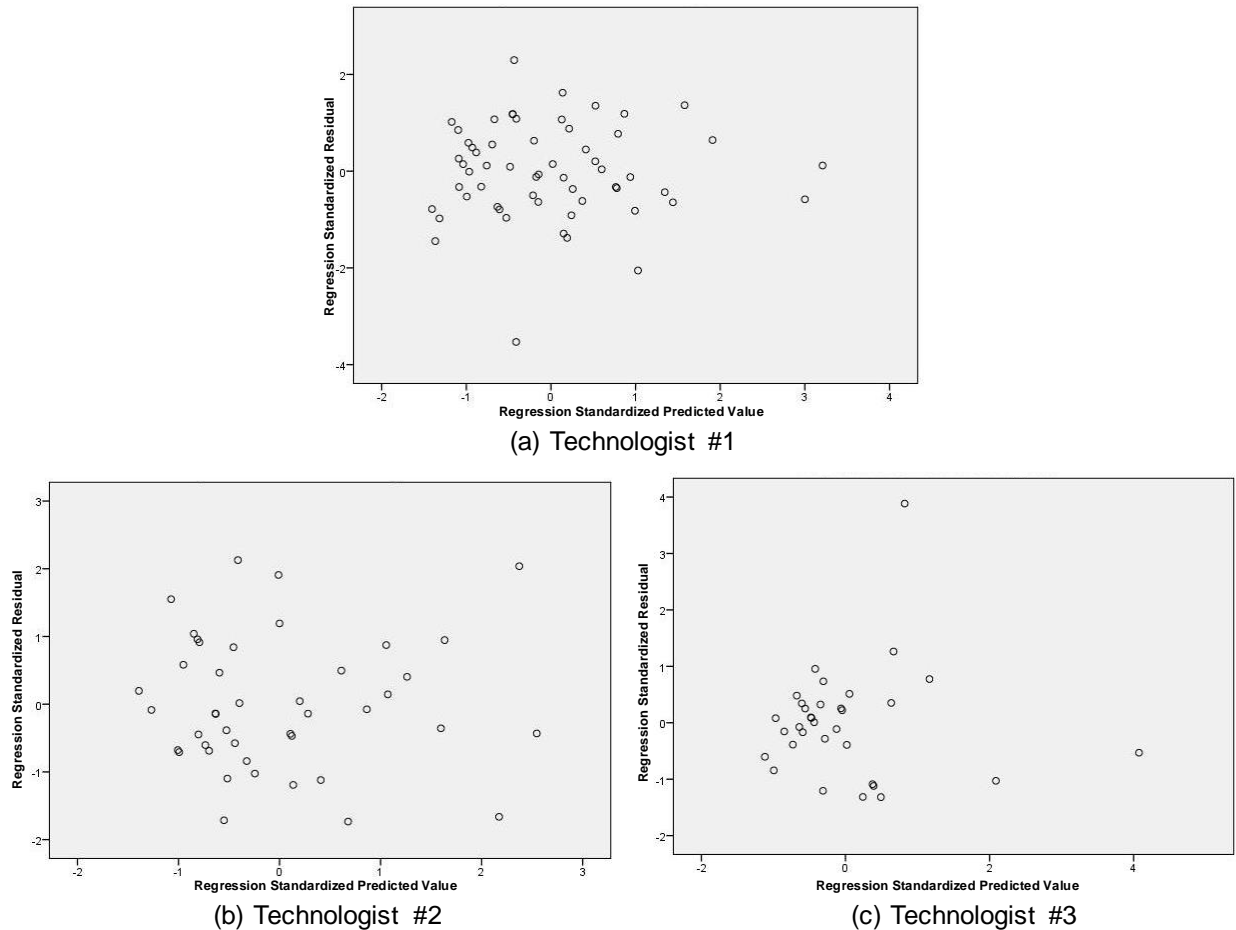 2
0
-2
-4
Regression Standardized Residual
-2 -1 0 1 2 3 4
Regression Standardized Predicted Value
(a) Technologist #1
3
2
1
0
-1
-2
Regression Standardized Residual
-2 -1 0 1 2 3
Regression Standardized Predicted Value
(b) Technologist #2
4
3
2
1
0
-1
-2
Regression Standardized Residual
-2 0 2 4
Regression Standardized Predicted Value
(c) Technologist #3